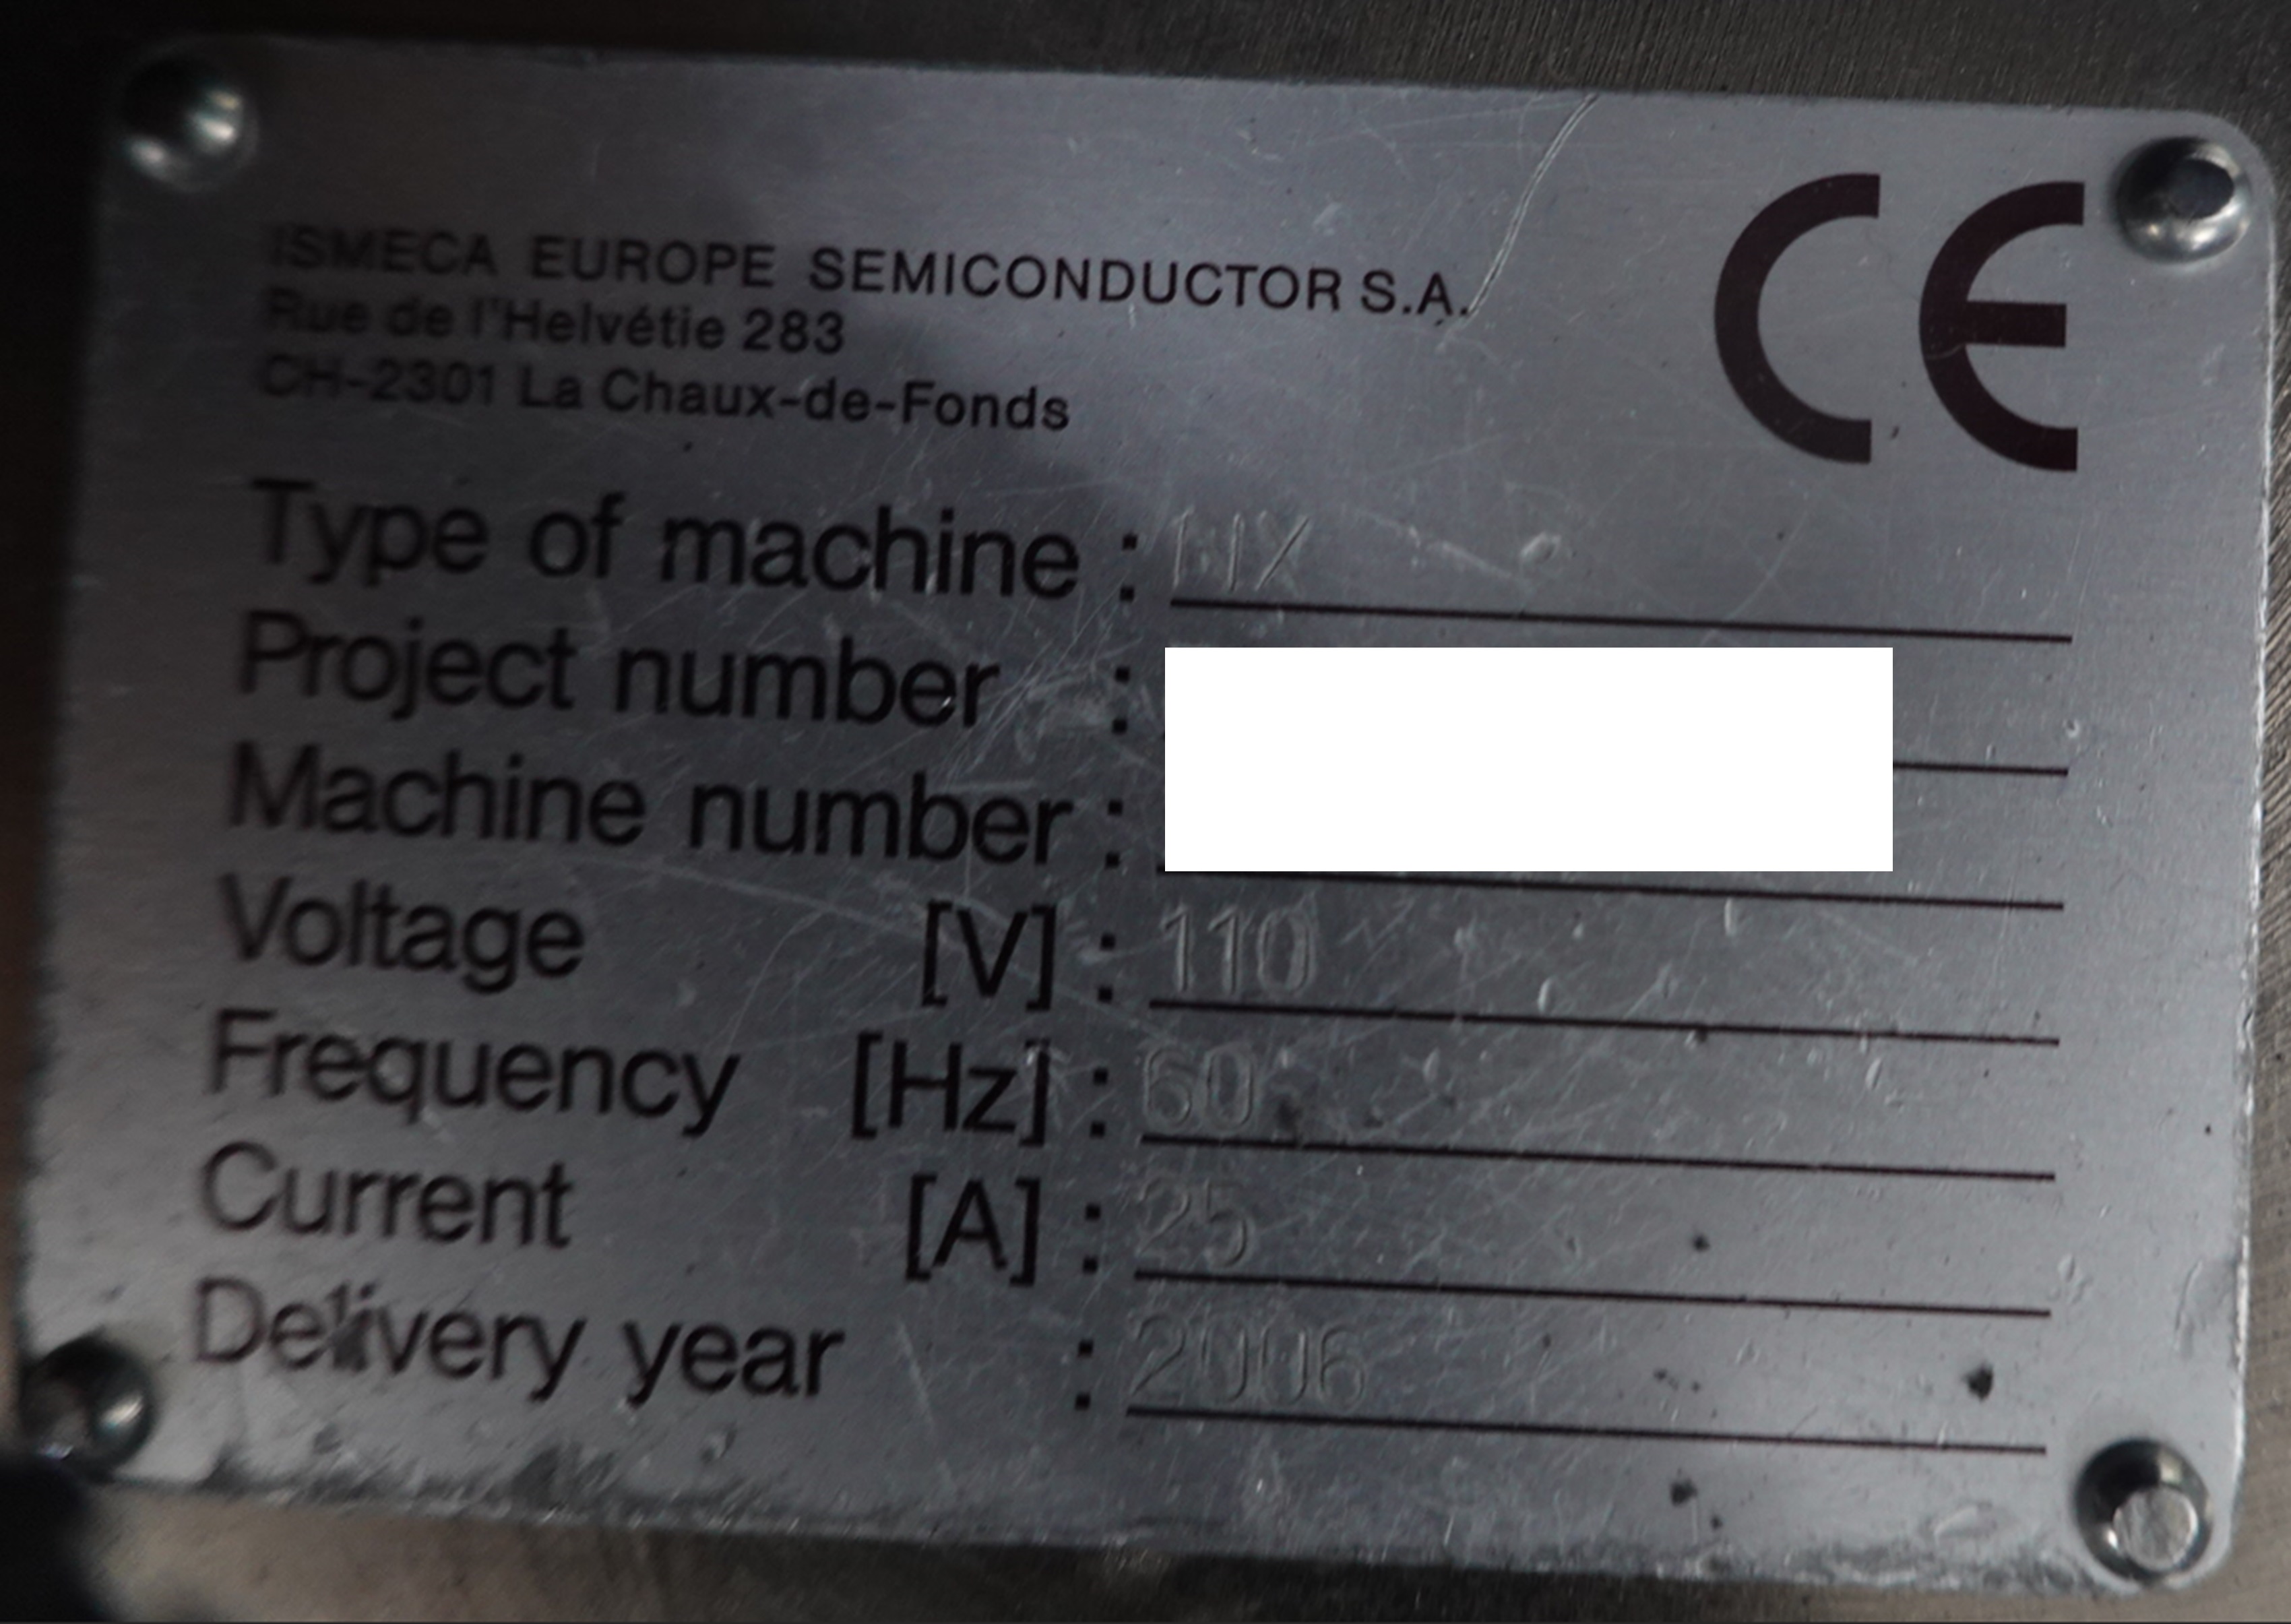 ISMECA EUROPE SEMICONDUCTOR S.A.
Rue de l'Helvétie 283
CH-2301 La Chaux-de-Fonds
CE
Type of machine : NX
Project number :
Machine number :
Voltage [V] : 110
Frequency [Hz] : 60
Current [A] : 25
Delivery year : 2006